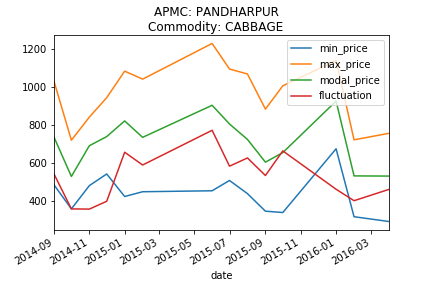 APMC: PANDHARPUR
Commodity: CABBAGE
min_price
max_price
modal_price
fluctuation
1200
1000
800
600
400
2014-09
2014-11
2015-01
2015-03
2015-05
2015-07
2015-09
2015-11
2016-01
2016-03
date